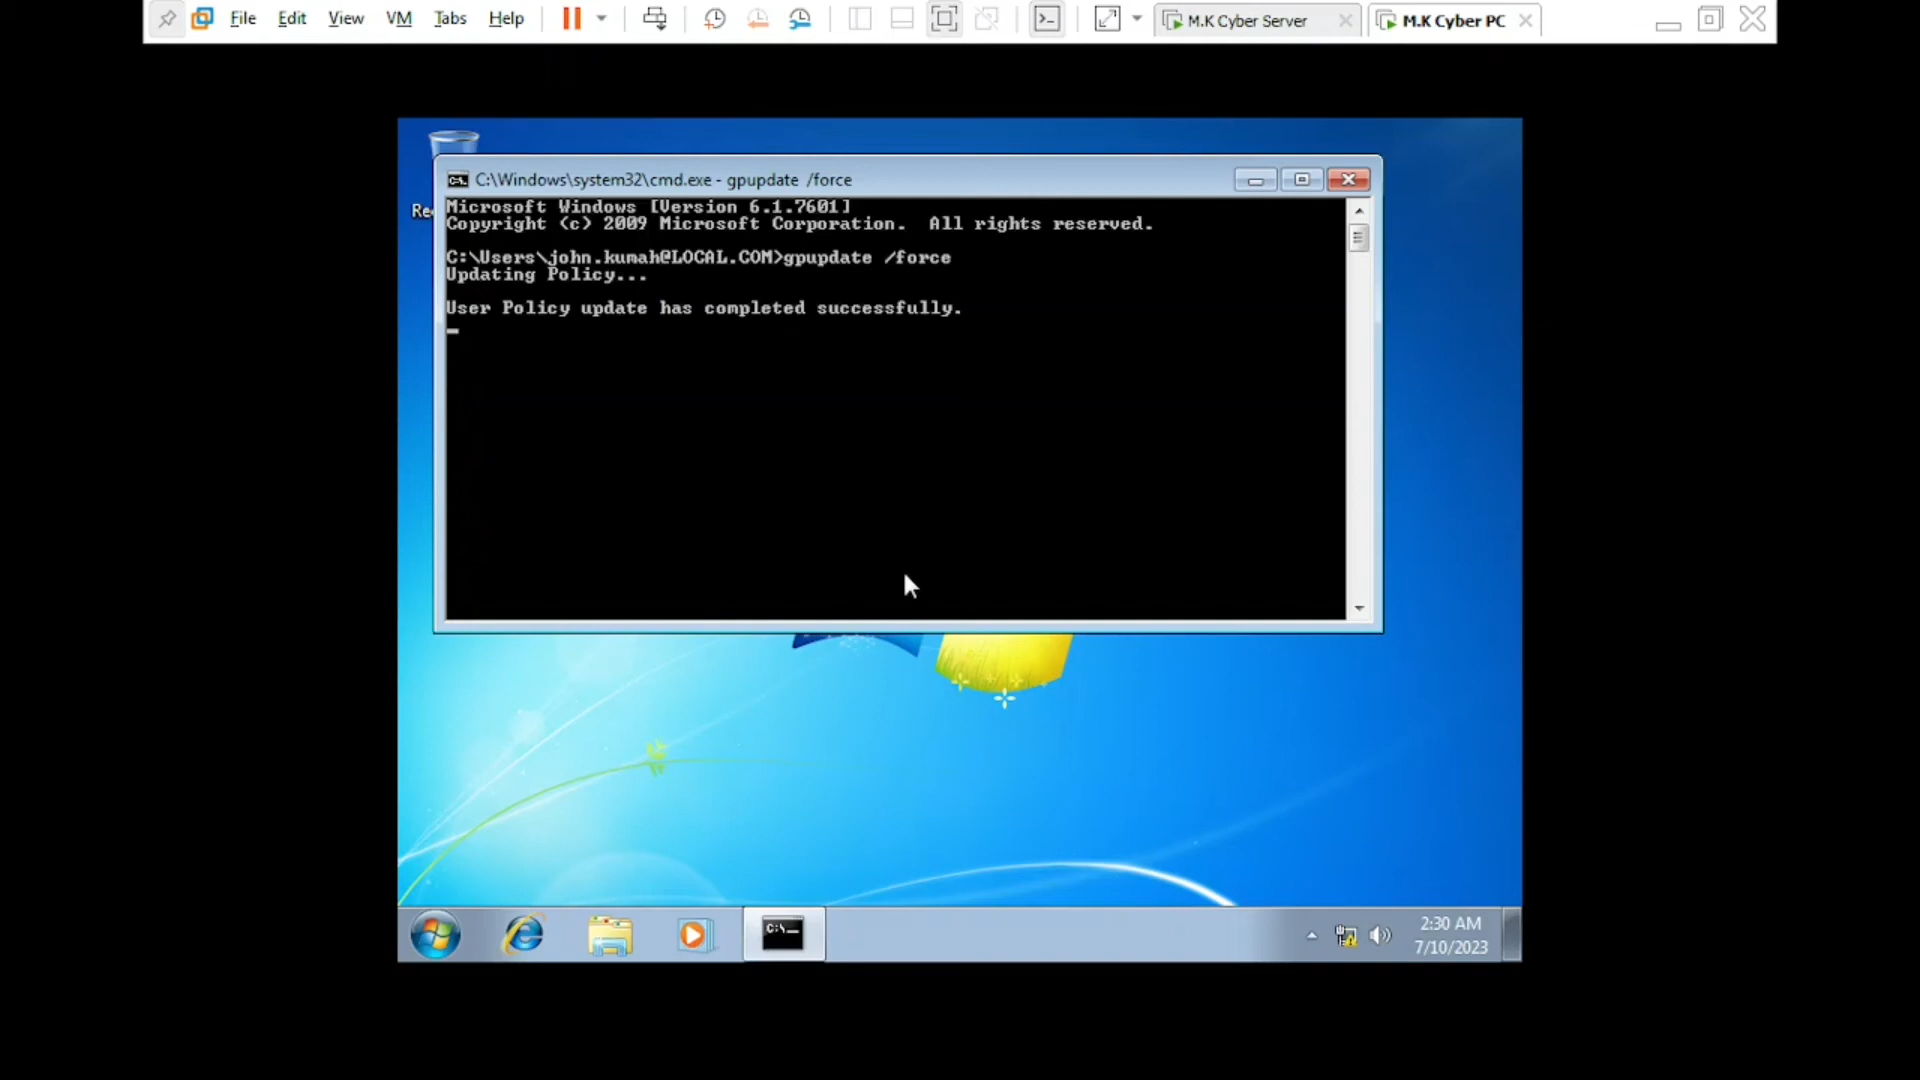 File Edit View VM Tabs Help M.K Cyber Server M.K Cyber PC
C:\Windows\system32\cmd.exe - gpupdate /force
Microsoft Windows [Version 6.1.7601]
Copyright (c) 2009 Microsoft Corporation. All rights reserved.
C:\Users\john.kumah@LOCAL.COM>gpupdate /force
Updating Policy...
User Policy update has completed successfully.
2:30 AM
7/10/2023